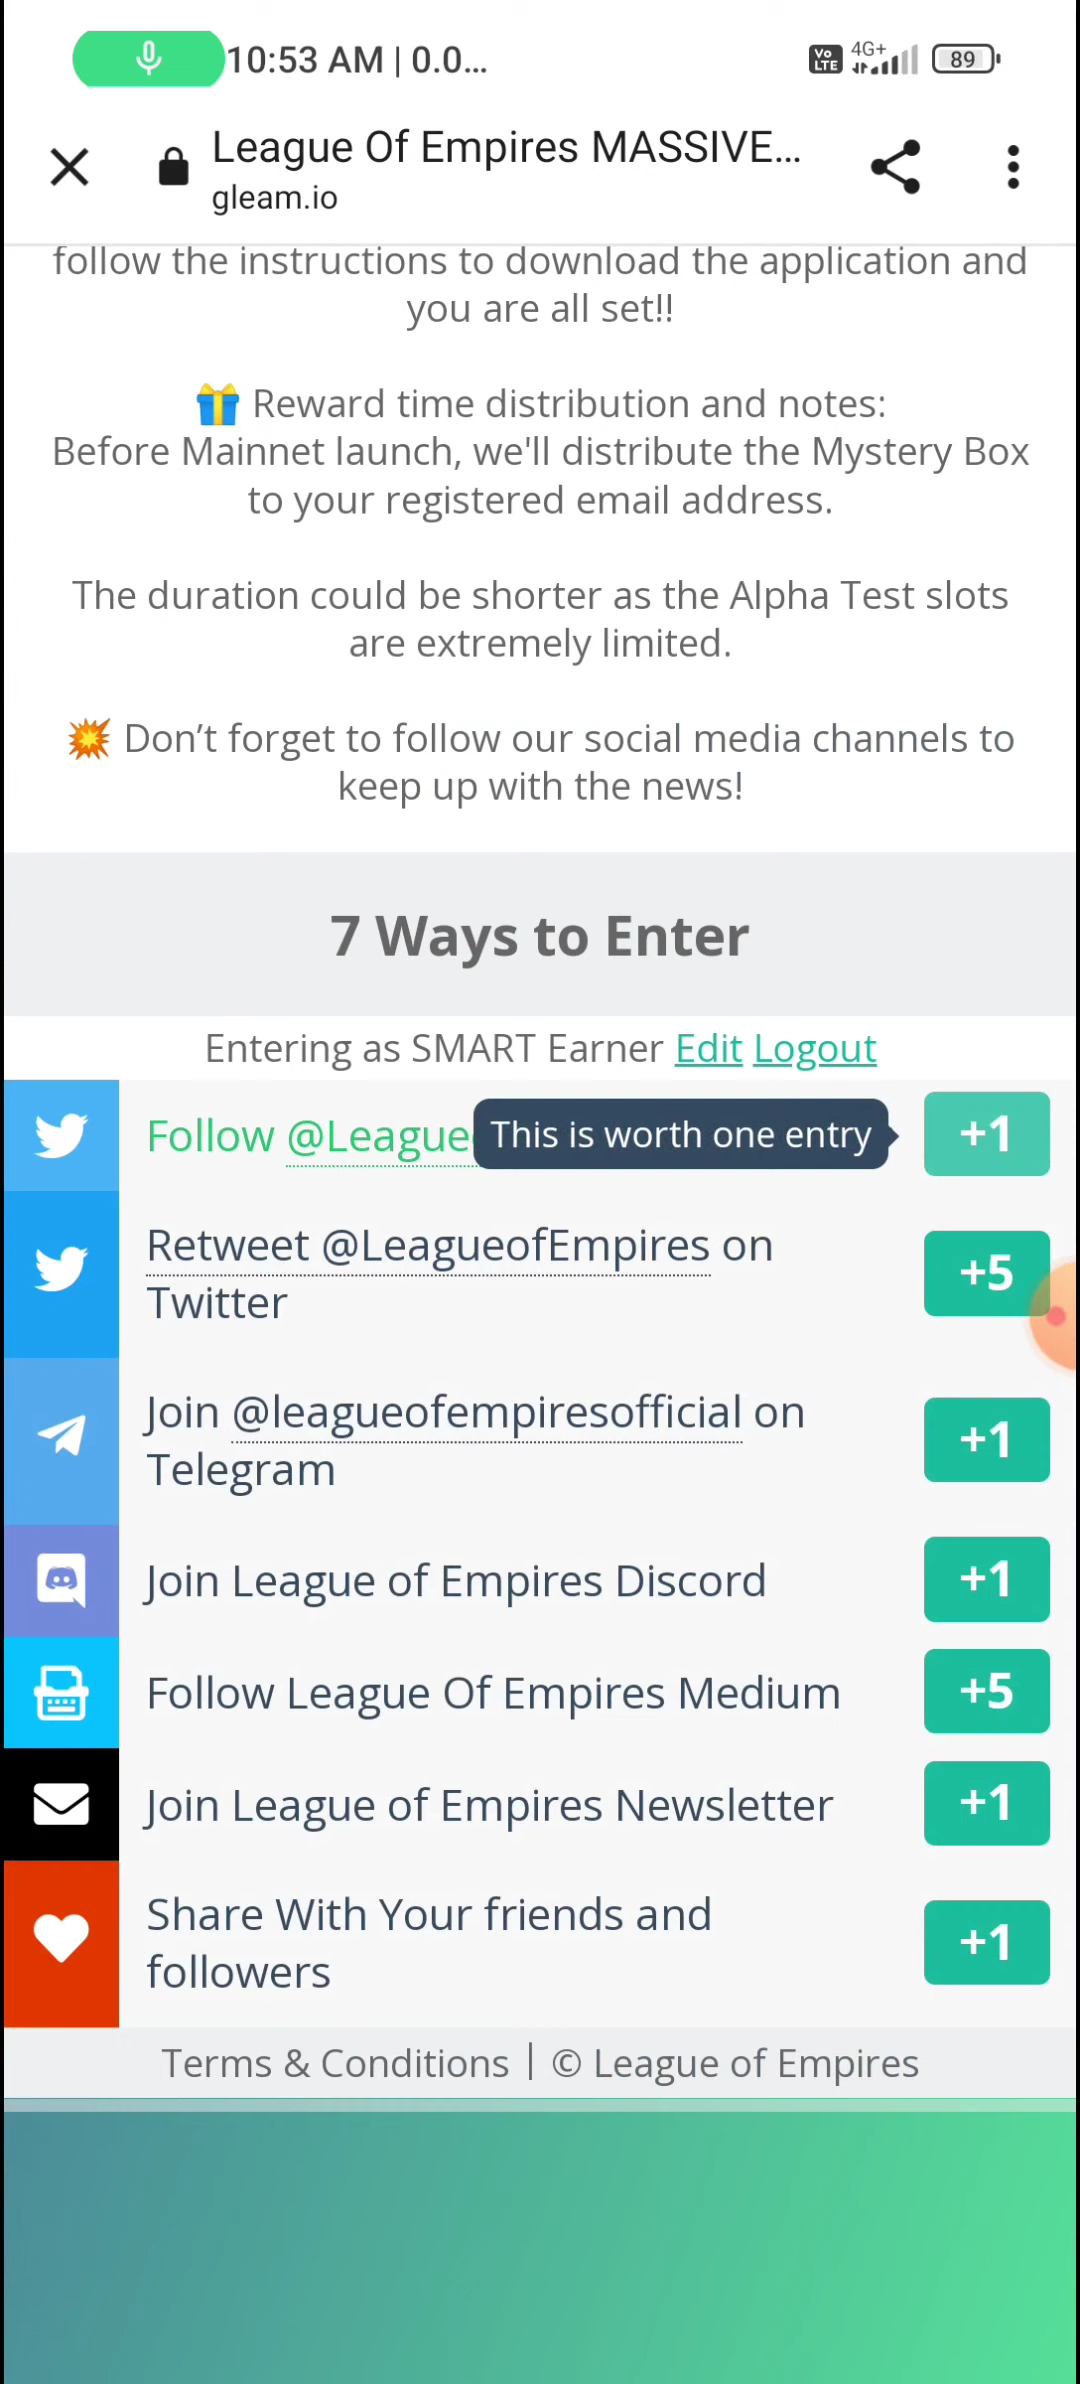 10:53 AM | 0.0...
Vo LTE
4G+
89
League Of Empires MASSIVE...
gleam.io
follow the instructions to download the application and
you are all set!!
🎁 Reward time distribution and notes:
Before Mainnet launch, we'll distribute the Mystery Box
to your registered email address.
The duration could be shorter as the Alpha Test slots
are extremely limited.
💥 Don’t forget to follow our social media channels to
keep up with the news!
7 Ways to Enter
Entering as SMART Earner Edit Logout
Follow @League This is worth one entry +1
Retweet @LeagueofEmpires on
Twitter
+5
Join @leagueofempiresofficial on
Telegram
+1
Join League of Empires Discord +1
Follow League Of Empires Medium +5
Join League of Empires Newsletter +1
Share With Your friends and
followers
+1
Terms & Conditions | © League of Empires